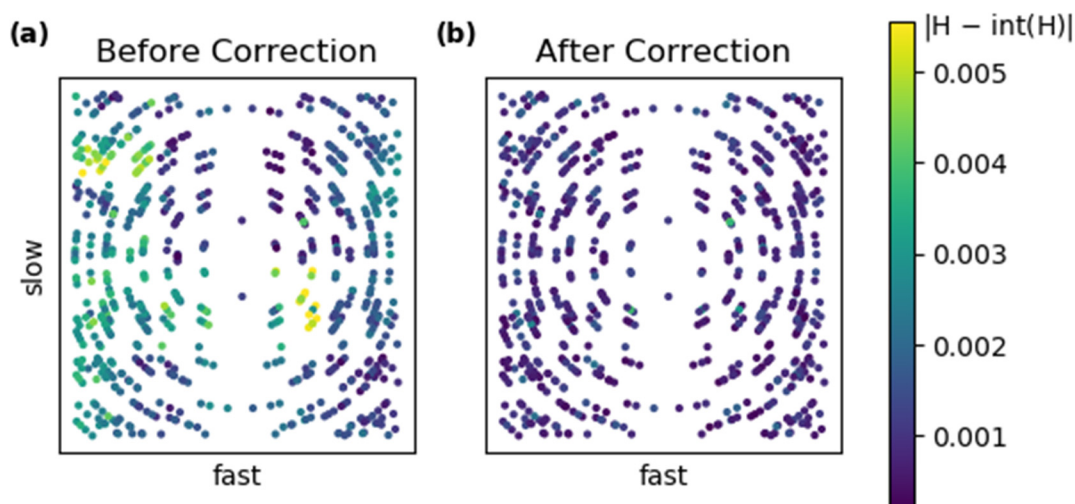 (a)
Before Correction
(b)
After Correction
|H − int(H)|
0.005
0.004
0.003
0.002
0.001
slow
fast
fast